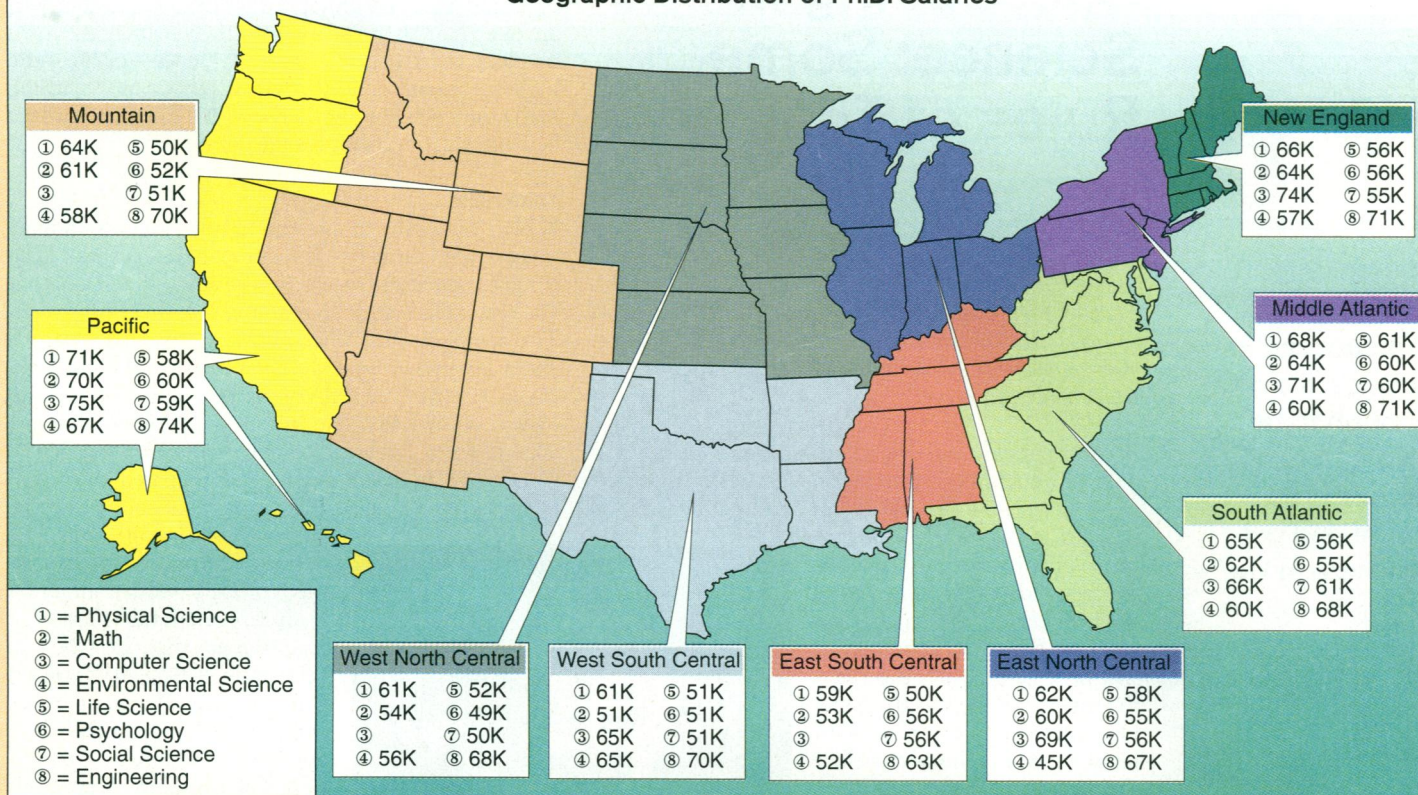 Geographic Distribution of Ph.D. Salaries
Mountain
① 64K ⑤ 50K
② 61K ⑥ 52K
③ ⑦ 51K
④ 58K ⑧ 70K
Pacific
① 71K ⑤ 58K
② 70K ⑥ 60K
③ 75K ⑦ 59K
④ 67K ⑧ 74K
New England
① 66K ⑤ 56K
② 64K ⑥ 56K
③ 74K ⑦ 55K
④ 57K ⑧ 71K
Middle Atlantic
① 68K ⑤ 61K
② 64K ⑥ 60K
③ 71K ⑦ 60K
④ 60K ⑧ 71K
South Atlantic
① 65K ⑤ 56K
② 62K ⑥ 55K
③ 66K ⑦ 61K
④ 60K ⑧ 68K
① = Physical Science
② = Math
③ = Computer Science
④ = Environmental Science
⑤ = Life Science
⑥ = Psychology
⑦ = Social Science
⑧ = Engineering
West North Central
① 61K ⑤ 52K
② 54K ⑥ 49K
③ ⑦ 50K
④ 56K ⑧ 68K
West South Central
① 61K ⑤ 51K
② 51K ⑥ 51K
③ 65K ⑦ 51K
④ 65K ⑧ 70K
East South Central
① 59K ⑤ 50K
② 53K ⑥ 56K
③ ⑦ 56K
④ 52K ⑧ 63K
East North Central
① 62K ⑤ 58K
② 60K ⑥ 55K
③ 69K ⑦ 56K
④ 45K ⑧ 67K